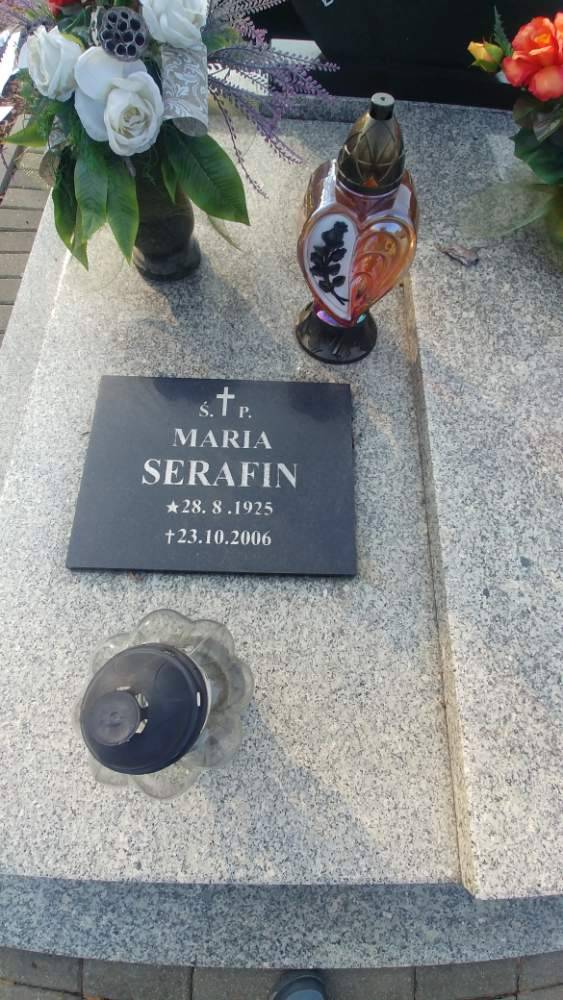 Ś. P.
MARIA
SERAFIN
★28. 8 .1925
†23.10.2006